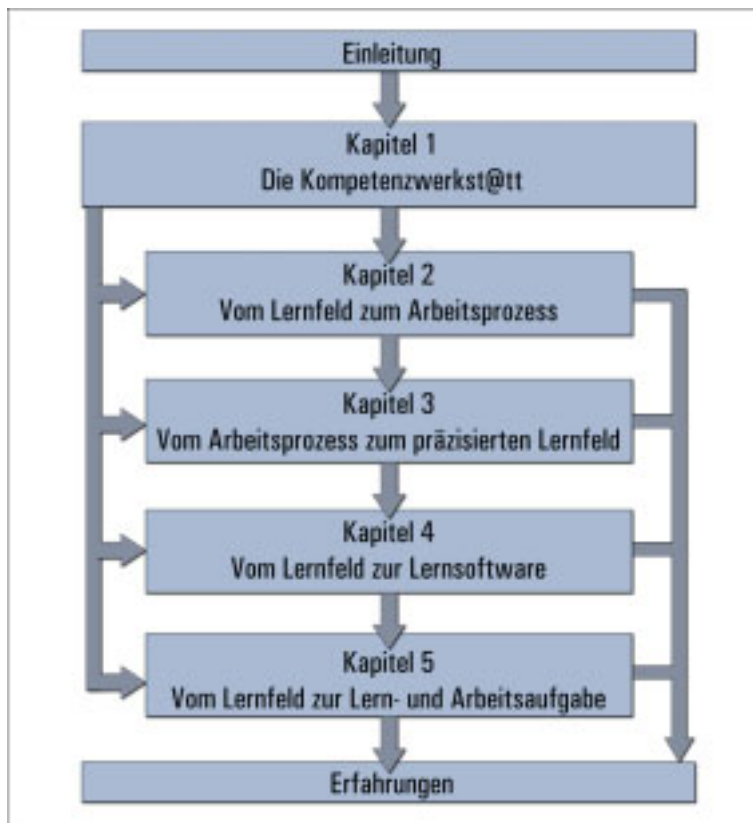 Einleitung
Kapitel 1
Die Kompetenzwerkst@tt
Kapitel 2
Vom Lernfeld zum Arbeitsprozess
Kapitel 3
Vom Arbeitsprozess zum präzisierten Lernfeld
Kapitel 4
Vom Lernfeld zur Lernsoftware
Kapitel 5
Vom Lernfeld zur Lern- und Arbeitsaufgabe
Erfahrungen